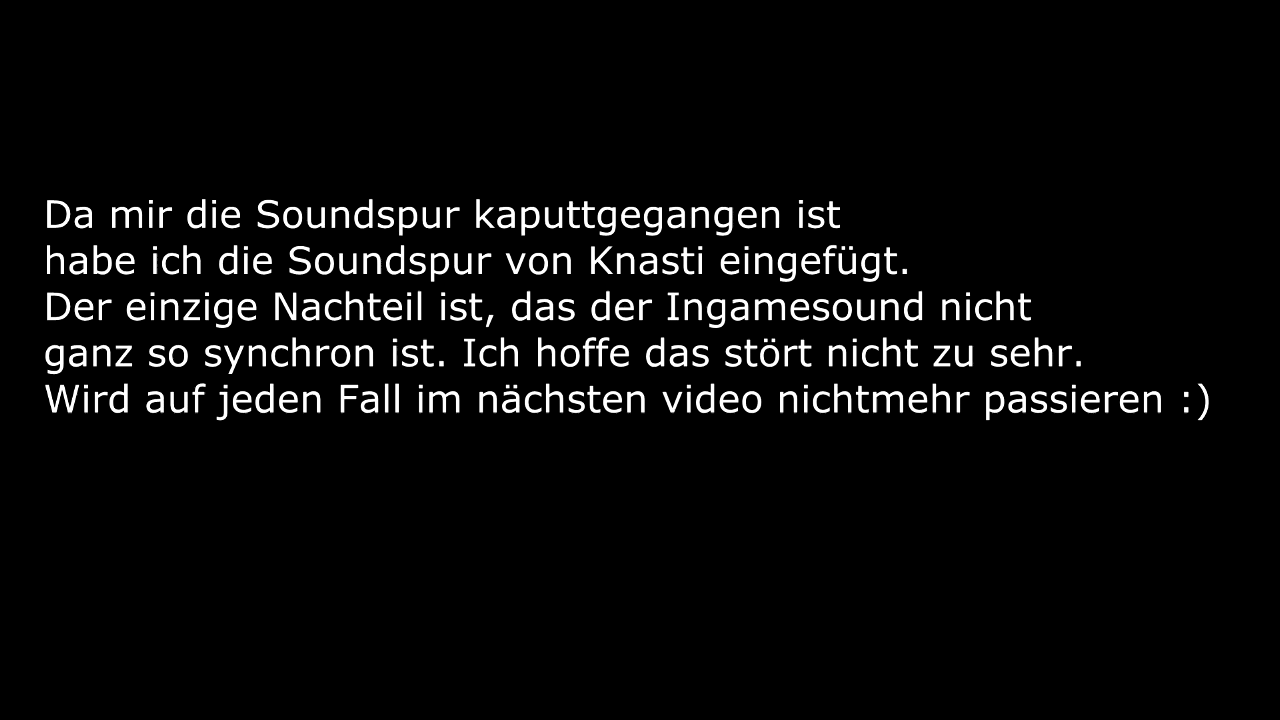 Da mir die Soundspur kaputtgegangen ist
habe ich die Soundspur von Knasti eingefügt.
Der einzige Nachteil ist, das der Ingamesound nicht
ganz so synchron ist. Ich hoffe das stört nicht zu sehr.
Wird auf jeden Fall im nächsten video nichtmehr passieren :)